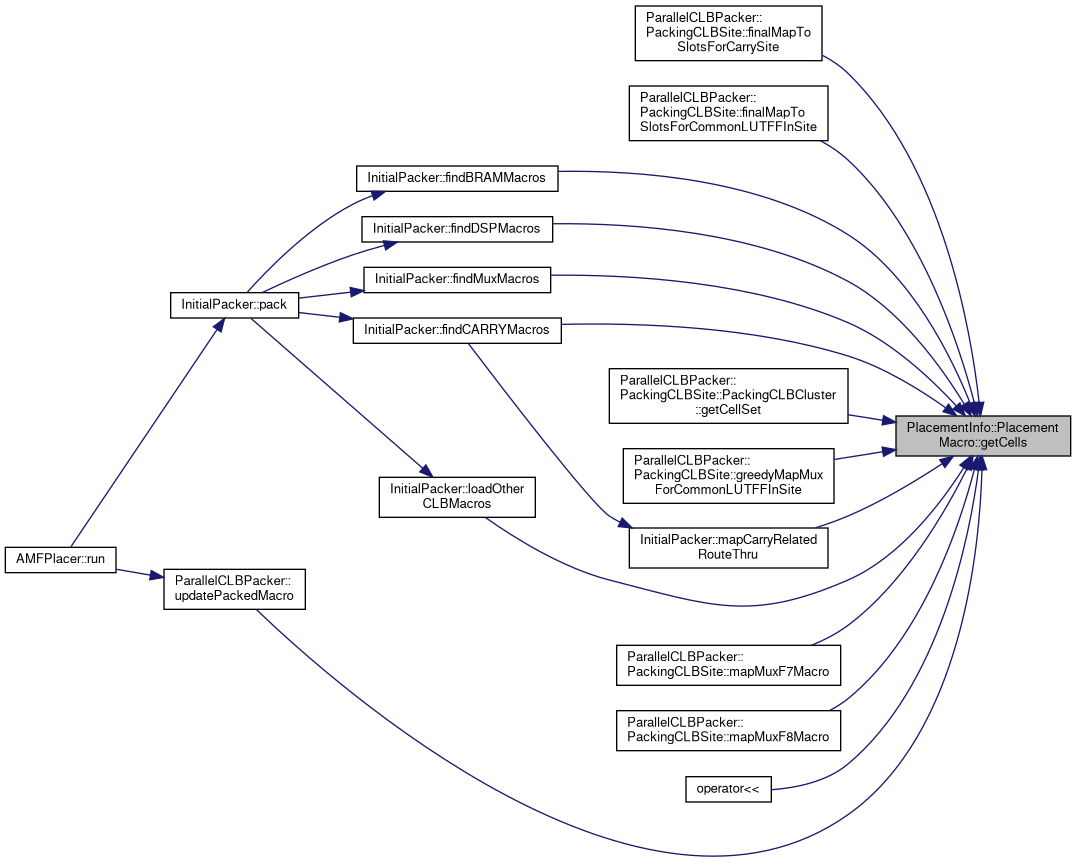 ParallelCLBPacker::
PackingCLBSite::finalMapTo
SlotsForCarrySite
ParallelCLBPacker::
PackingCLBSite::finalMapTo
SlotsForCommonLUTFFInSite
InitialPacker::findBRAMMacros
InitialPacker::findDSPMacros
InitialPacker::findMuxMacros
InitialPacker::pack
InitialPacker::findCARRYMacros
ParallelCLBPacker::
PackingCLBSite::PackingCLBCluster
::getCellSet
PlacementInfo::Placement
Macro::getCells
ParallelCLBPacker::
PackingCLBSite::greedyMapMux
ForCommonLUTFFInSite
InitialPacker::loadOther
CLBMacros
InitialPacker::mapCarryRelated
RouteThru
AMFPlacer::run
ParallelCLBPacker::
updatePackedMacro
ParallelCLBPacker::
PackingCLBSite::mapMuxF7Macro
ParallelCLBPacker::
PackingCLBSite::mapMuxF8Macro
operator<<